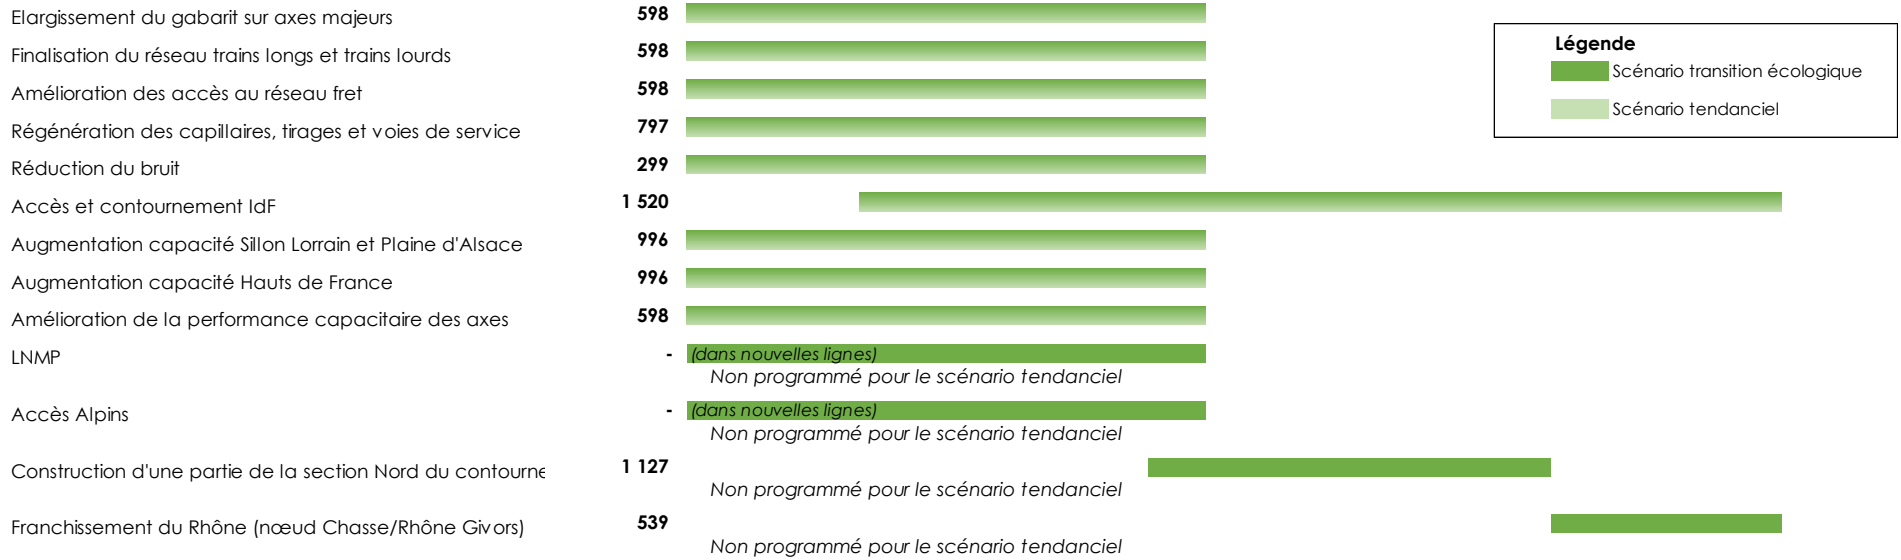 Elargissement du gabarit sur axes majeurs 598
Finalisation du réseau trains longs et trains lourds 598
Amélioration des accès au réseau fret 598
Régénération des capillaires, tirages et voies de service 797
Réduction du bruit 299
Accès et contournement IdF 1 520
Augmentation capacité Sillon Lorrain et Plaine d'Alsace 996
Augmentation capacité Hauts de France 996
Amélioration de la performance capacitaire des axes 598
LNMP - (dans nouvelles lignes)
Non programmé pour le scénario tendanciel
Accès Alpins - (dans nouvelles lignes)
Non programmé pour le scénario tendanciel
Construction d'une partie de la section Nord du contourne 1 127
Non programmé pour le scénario tendanciel
Franchissement du Rhône (nœud Chasse/Rhône Givors) 539
Non programmé pour le scénario tendanciel
Légende
Scénario transition écologique
Scénario tendanciel